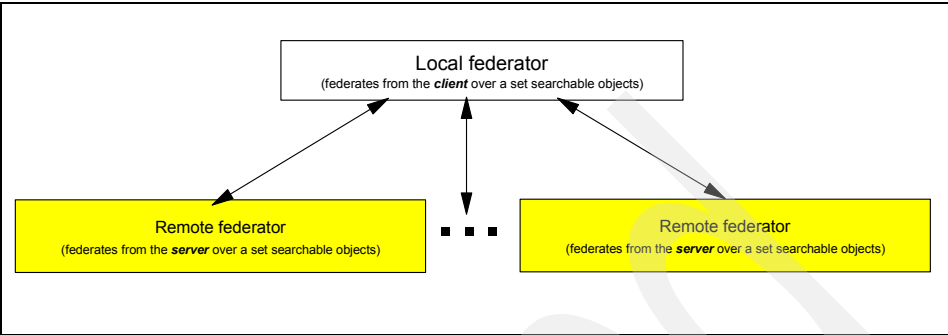 Local federator
(federates from the client over a set searchable objects)
Remote federator
(federates from the server over a set searchable objects)
Remote federator
(federates from the server over a set searchable objects)